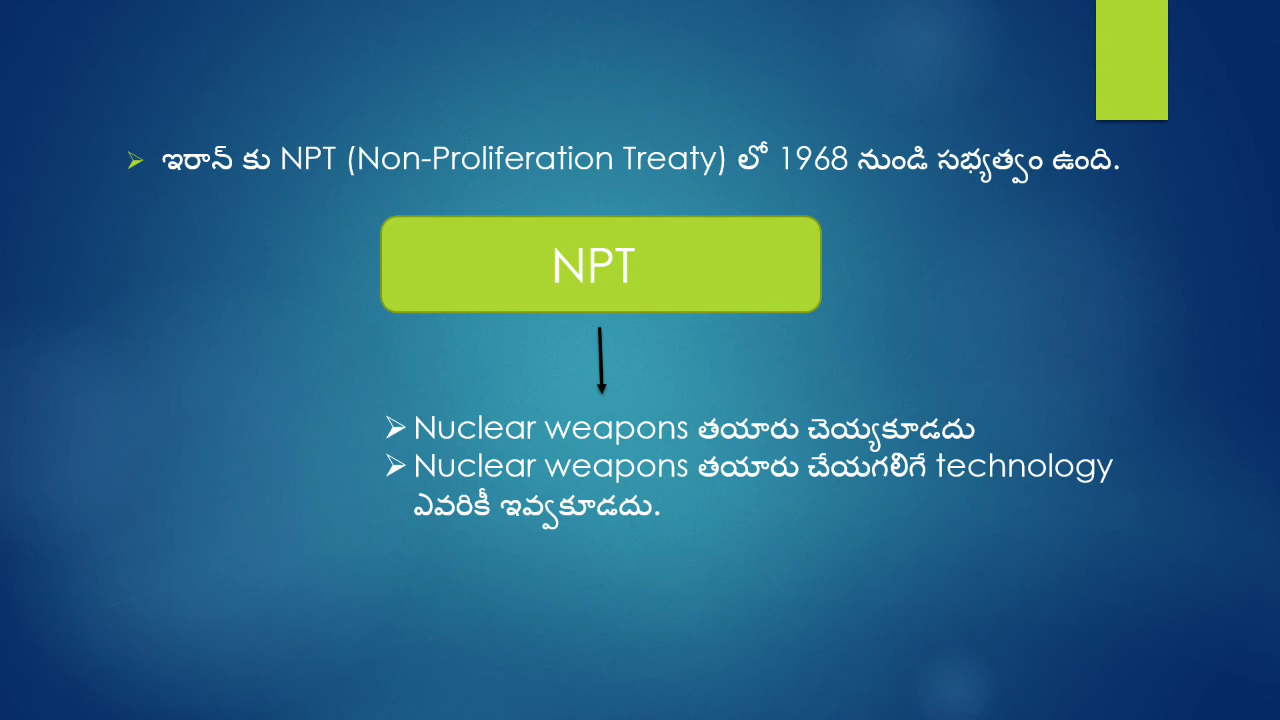 ఇరాన్ కు NPT (Non-Proliferation Treaty) లో 1968 నుండి సభ్యత్వం ఉంది.
NPT
Nuclear weapons తయారు చెయ్యకూడదు
Nuclear weapons తయారు చేయగలిగే technology
ఎవరికీ ఇవ్వకూడదు.